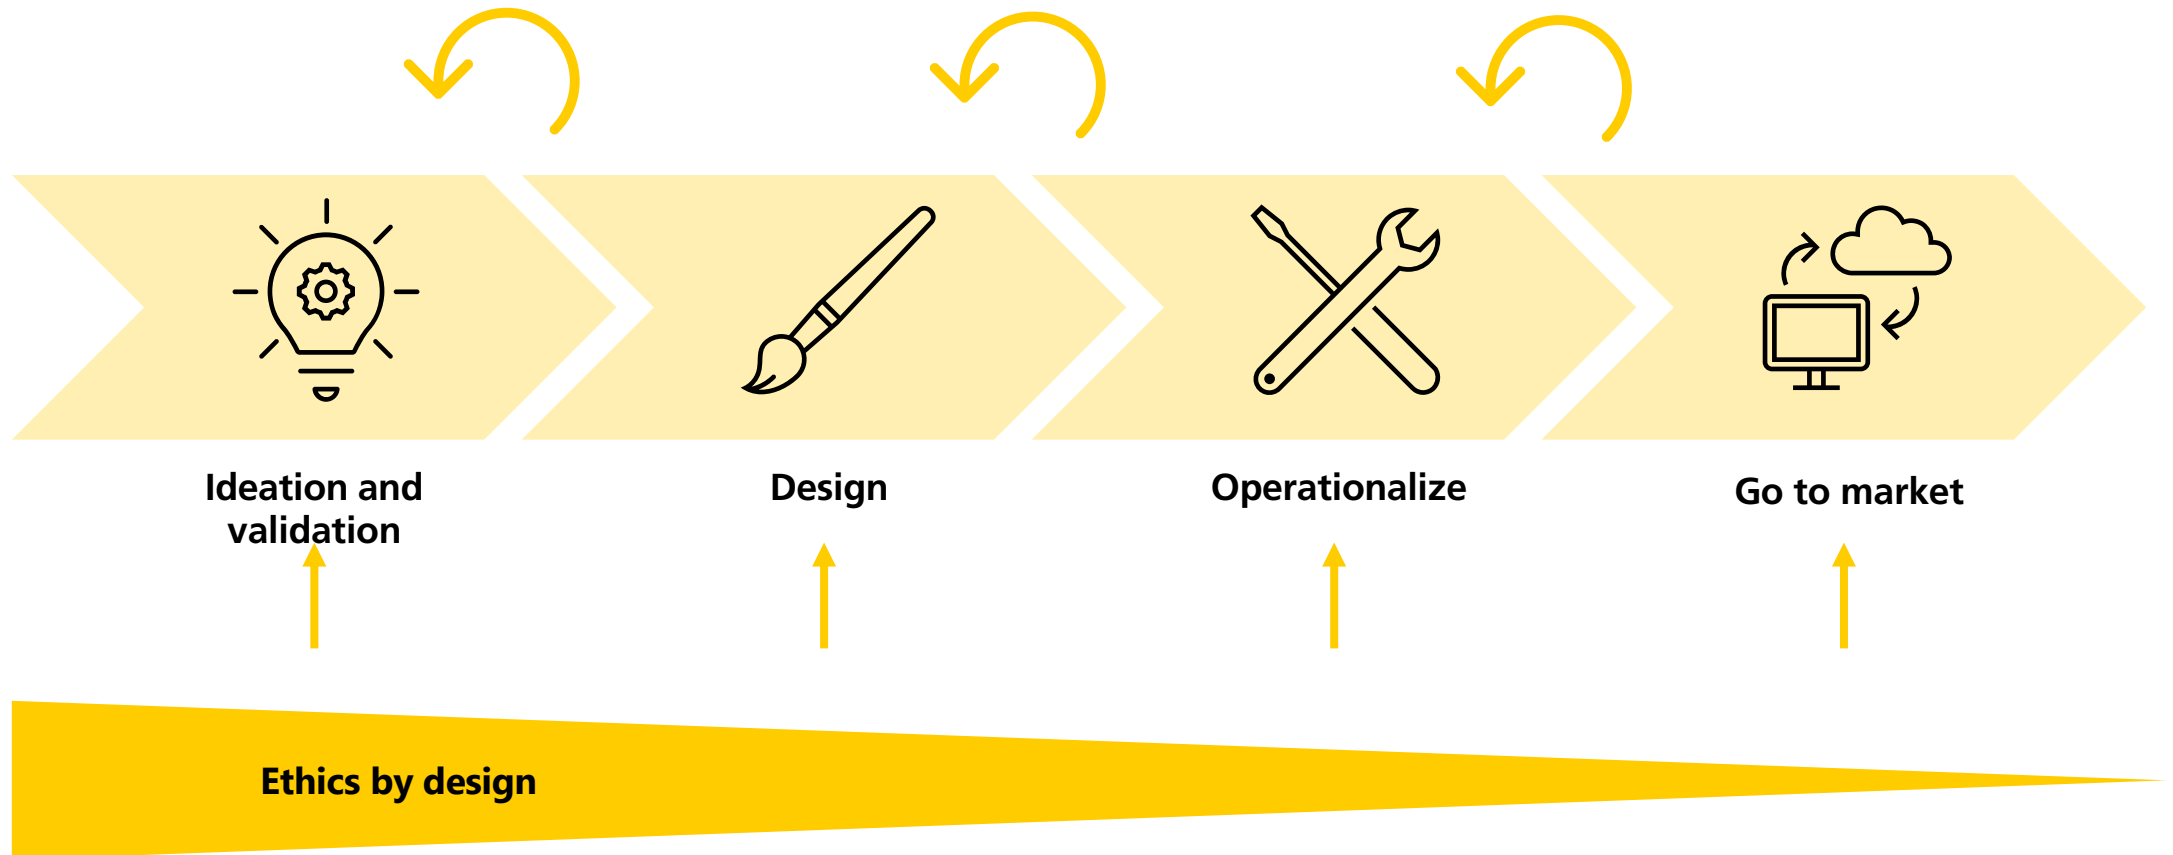 Ideation and
validation
Design
Operationalize
Go to market
Ethics by design